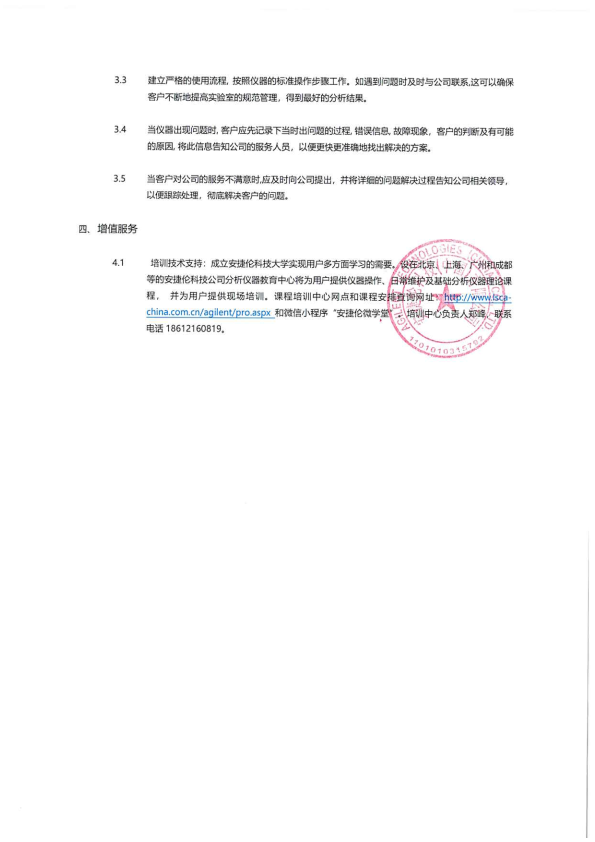 3.3 建立严格的使用流程, 按照仪器的标准操作步骤工作。如遇到问题时及时与公司联系,这可以确保
客户不断地提高实验室的规范管理，得到最好的分析结果。
3.4 当仪器出现问题时, 客户应先记录下当时出问题的过程, 错误信息, 故障现象，客户的判断及有可能
的原因, 将此信息告知公司的服务人员，以便更快更准确地找出解决的方案。
3.5 当客户对公司的服务不满意时,应及时向公司提出，并将详细的问题解决过程告知公司相关领导，
以便跟踪处理，彻底解决客户的问题。
四、增值服务
4.1 培训技术支持：成立安捷伦科技大学实现用户多方面学习的需要。设在北京、上海、广州和成都
等的安捷伦科技公司分析仪器教育中心将为用户提供仪器操作、日常维护及基础分析仪器理论课
程， 并为用户提供现场培训。课程培训中心网点和课程安排查询网址：http://www.lsca-
china.com.cn/agilent/pro.aspx 和微信小程序“安捷伦微学堂”，培训中心负责人郑峰，联系
电话 18612160819。
AGILENT TECHNOLOGIES (CHINA) CO., LTD.
1101010315762